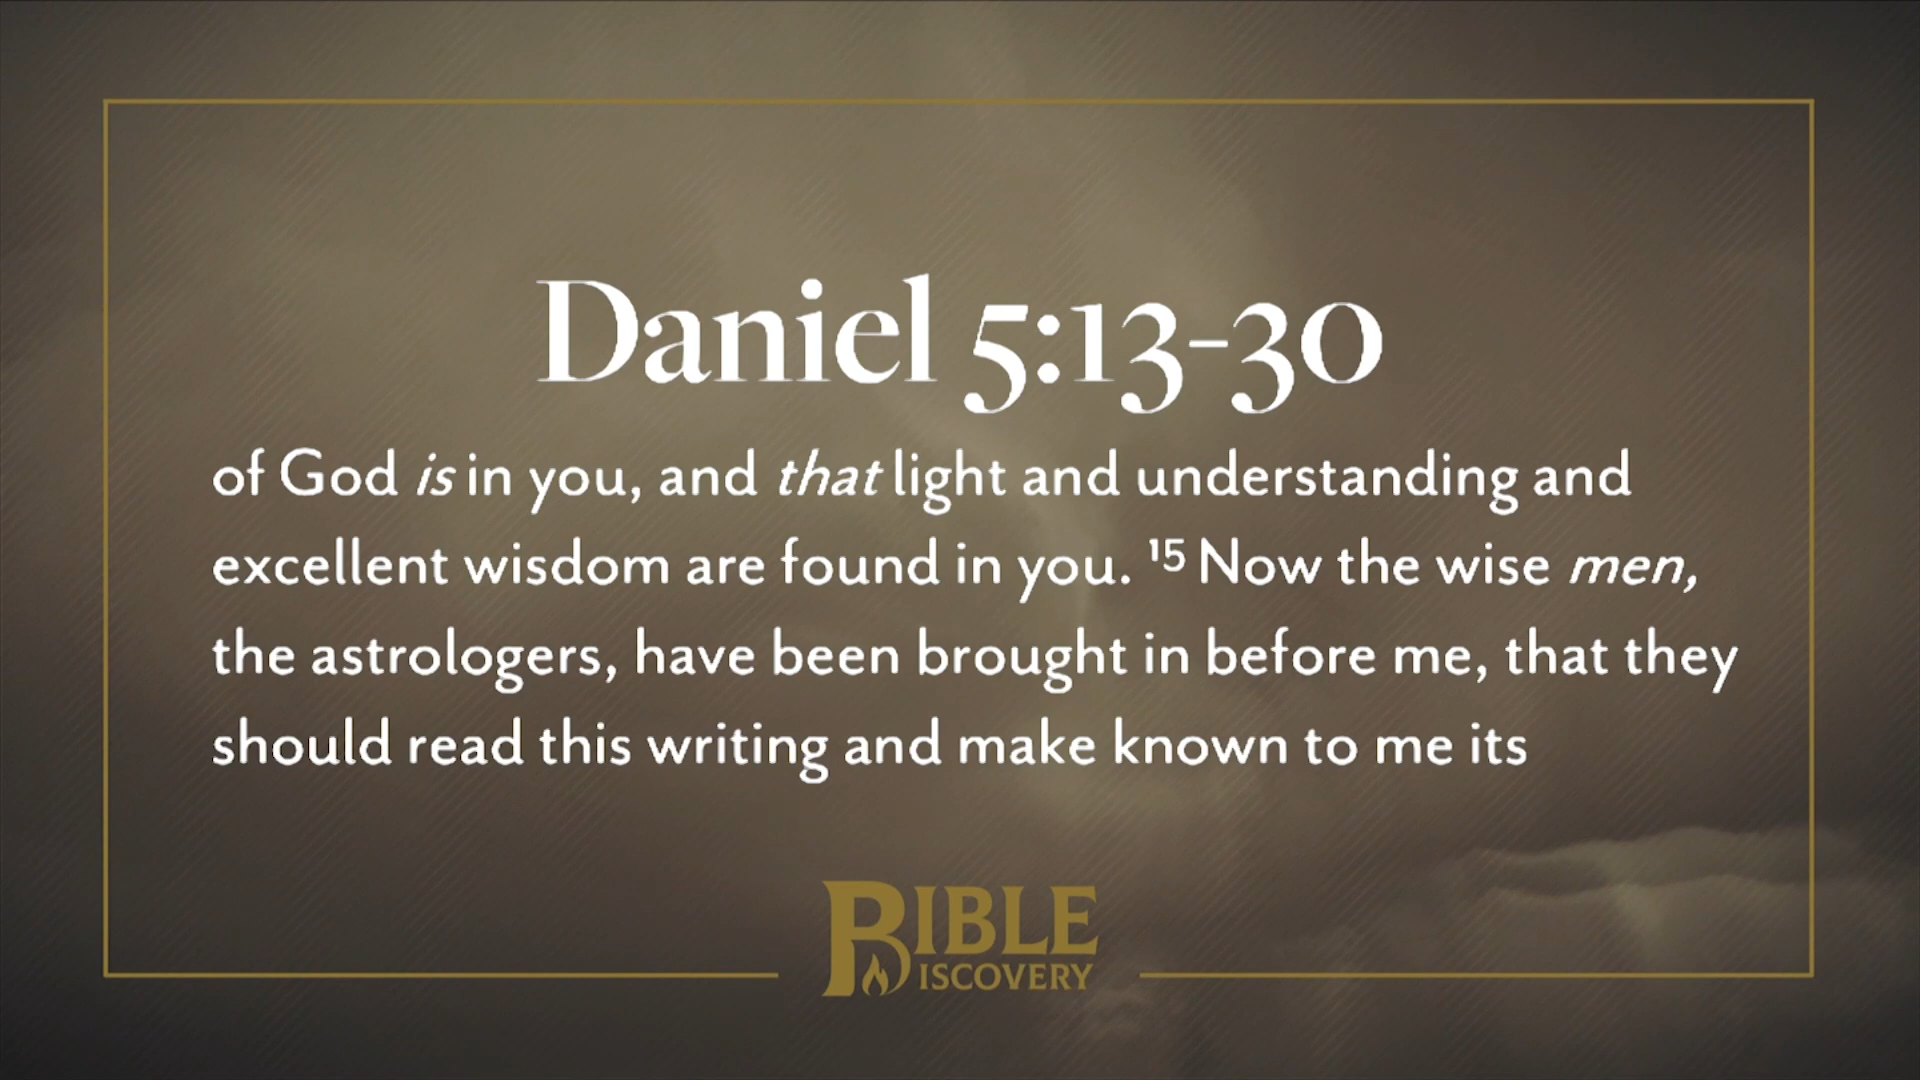 Daniel 5:13-30
of God is in you, and that light and understanding and
excellent wisdom are found in you. ¹⁵ Now the wise men,
the astrologers, have been brought in before me, that they
should read this writing and make known to me its
BIBLE
DISCOVERY